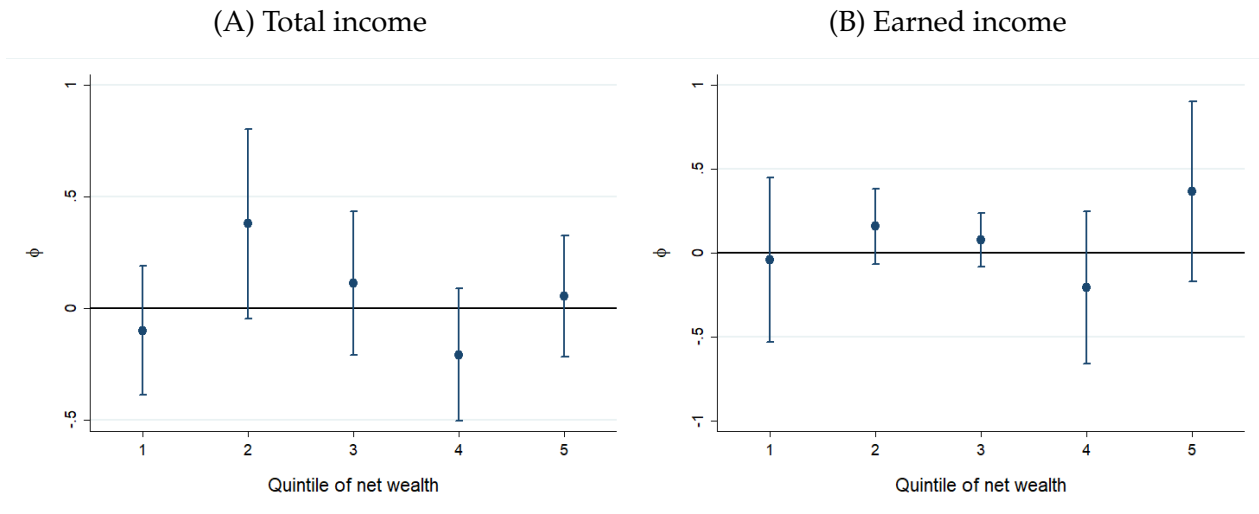 (A) Total income
1
.5
0
-.5
ϕ
1 2 3 4 5
Quintile of net wealth
(B) Earned income
1
.5
0
-.5
-1
ϕ
1 2 3 4 5
Quintile of net wealth